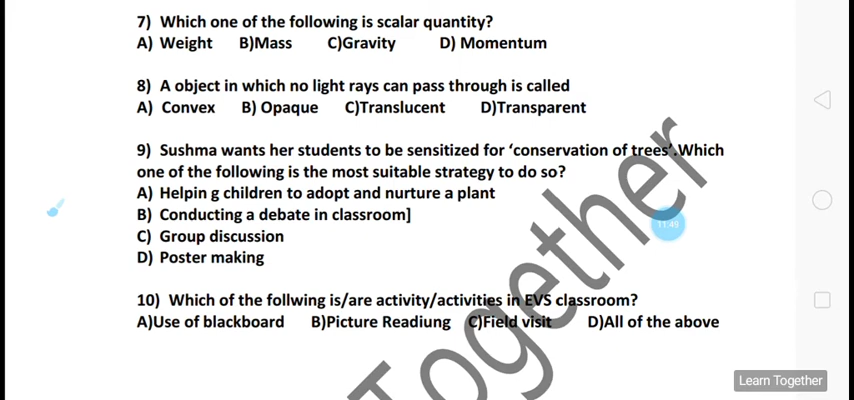 7) Which one of the following is scalar quantity?
A) Weight B)Mass C)Gravity D) Momentum
8) A object in which no light rays can pass through is called
A) Convex B) Opaque C)Translucent D)Transparent
9) Sushma wants her students to be sensitized for ‘conservation of trees’.Which
one of the following is the most suitable strategy to do so?
A) Helpin g children to adopt and nurture a plant
B) Conducting a debate in classroom]
C) Group discussion
D) Poster making
11:49
10) Which of the follwing is/are activity/activities in EVS classroom?
A)Use of blackboard B)Picture Readiung C)Field visit D)All of the above
Together
Learn Together